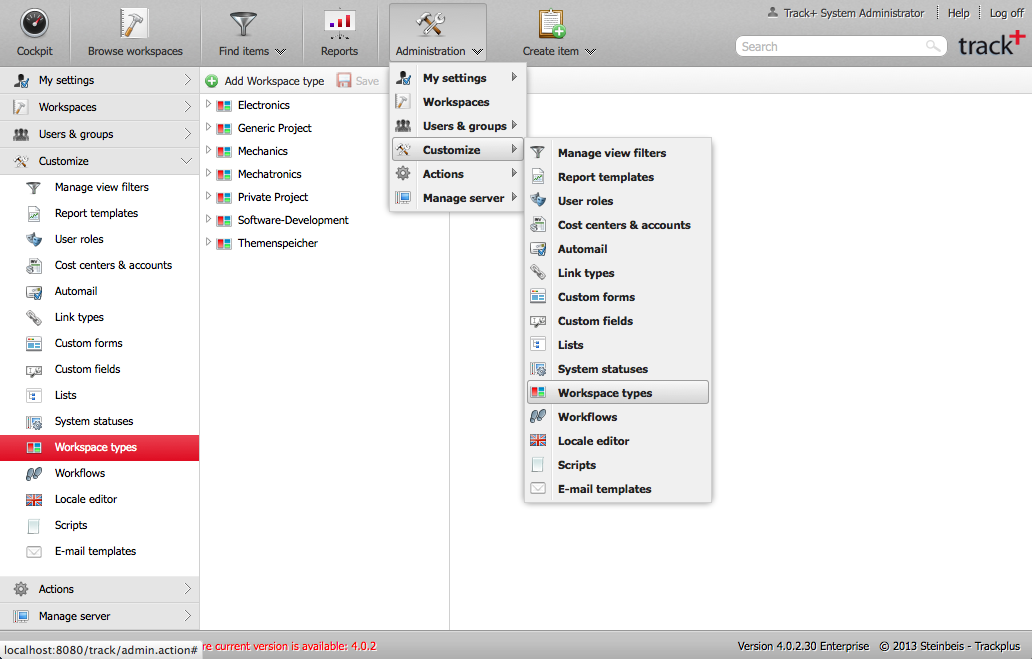 Cockpit
Browse workspaces
Find items
Reports
Administration
Create item
Track+ System Administrator
Help
Log off
Search
track+
My settings
Workspaces
Users & groups
Customize
Manage view filters
Report templates
User roles
Cost centers & accounts
Automail
Link types
Custom forms
Custom fields
Lists
System statuses
Workspace types
Workflows
Locale editor
Scripts
E-mail templates
Actions
Manage server
Add Workspace type
Save
Electronics
Generic Project
Mechanics
Mechatronics
Private Project
Software-Development
Themenspeicher
My settings
Workspaces
Users & groups
Customize
Actions
Manage server
Manage view filters
Report templates
User roles
Cost centers & accounts
Automail
Link types
Custom forms
Custom fields
Lists
System statuses
Workspace types
Workflows
Locale editor
Scripts
E-mail templates
localhost:8080/track/admin.action#
re current version is available: 4.0.2
Version 4.0.2.30 Enterprise
© 2013 Steinbeis - Trackplus